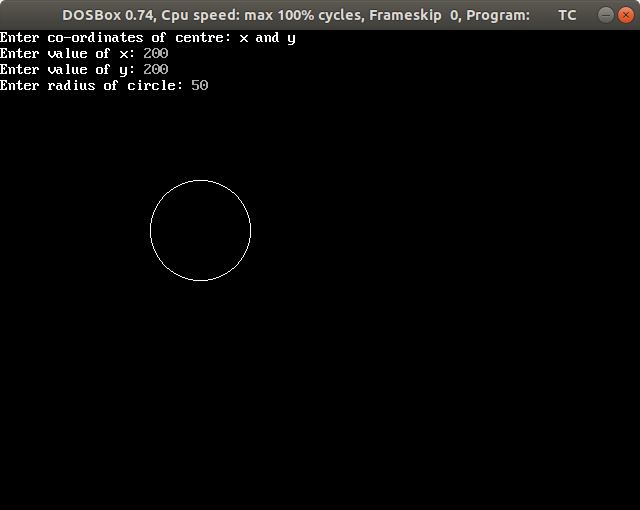 DOSBox 0.74, Cpu speed: max 100% cycles, Frameskip 0, Program: TC
Enter co-ordinates of centre: x and y
Enter value of x: 200
Enter value of y: 200
Enter radius of circle: 50